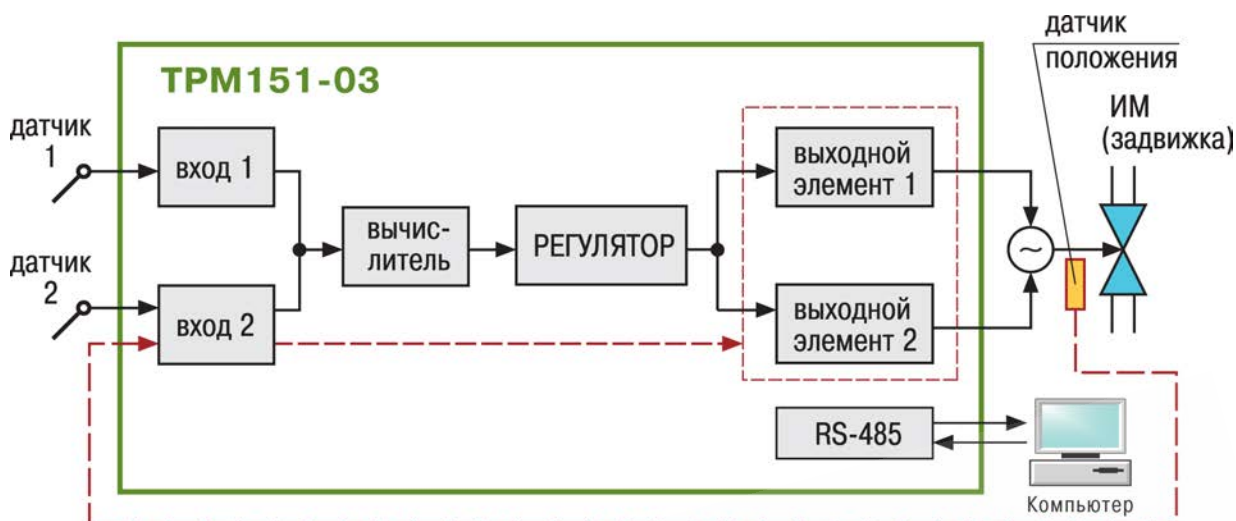 датчик
положения
ТРМ151-03
ИМ
(задвижка)
датчик
1
вход 1
выходной
элемент 1
вычис-
литель
РЕГУЛЯТОР
~
датчик
2
вход 2
выходной
элемент 2
RS-485
Компьютер